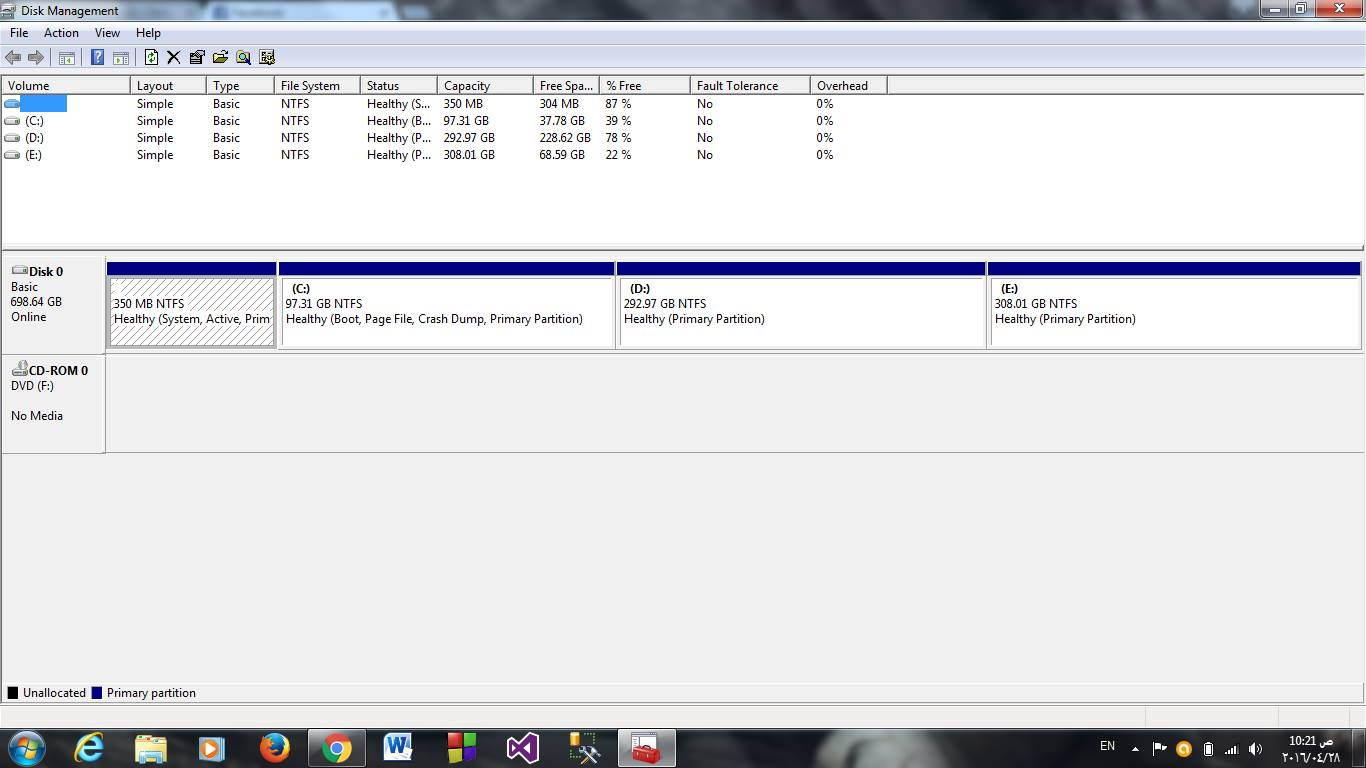 Disk Management
File Action View Help
Volume Layout Type File System Status Capacity Free Spa... % Free Fault Tolerance Overhead
Simple Basic NTFS Healthy (S... 350 MB 304 MB 87 % No 0%
(C:) Simple Basic NTFS Healthy (B... 97.31 GB 37.78 GB 39 % No 0%
(D:) Simple Basic NTFS Healthy (P... 292.97 GB 228.62 GB 78 % No 0%
(E:) Simple Basic NTFS Healthy (P... 308.01 GB 68.59 GB 22 % No 0%
Disk 0
Basic
698.64 GB
Online
350 MB NTFS
Healthy (System, Active, Prim
(C:)
97.31 GB NTFS
Healthy (Boot, Page File, Crash Dump, Primary Partition)
(D:)
292.97 GB NTFS
Healthy (Primary Partition)
(E:)
308.01 GB NTFS
Healthy (Primary Partition)
CD-ROM 0
DVD (F:)
No Media
Unallocated Primary partition
EN
10:21 ص
٢٠١٦/٠٤/٢٨